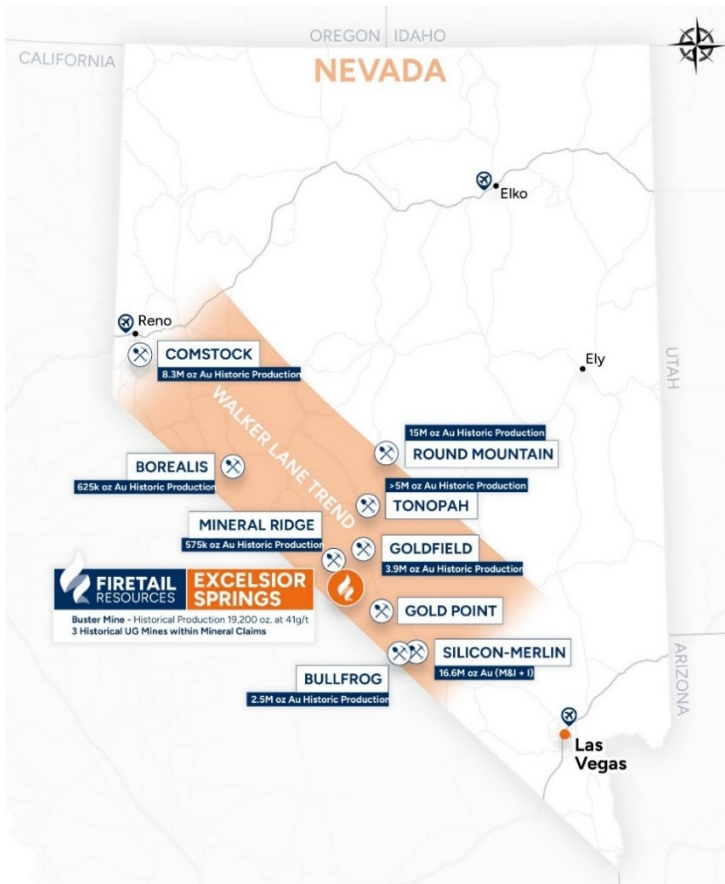 OREGON | IDAHO
CALIFORNIA
NEVADA
Elko
Reno
COMSTOCK
8.3M oz Au Historic Production
Ely
UTAH
WALKER LANE TREND
15M oz Au Historic Production
ROUND MOUNTAIN
BOREALIS
625k oz Au Historic Production
>5M oz Au Historic Production
TONOPAH
MINERAL RIDGE
575k oz Au Historic Production
GOLDFIELD
3.9M oz Au Historic Production
FIRETAIL
RESOURCES
EXCELSIOR
SPRINGS
Buster Mine - Historical Production 19,200 oz. at 41g/t
3 Historical UG Mines within Mineral Claims
GOLD POINT
SILICON-MERLIN
16.6M oz Au (M&I + I)
BULLFROG
2.5M oz Au Historic Production
ARIZONA
Las
Vegas